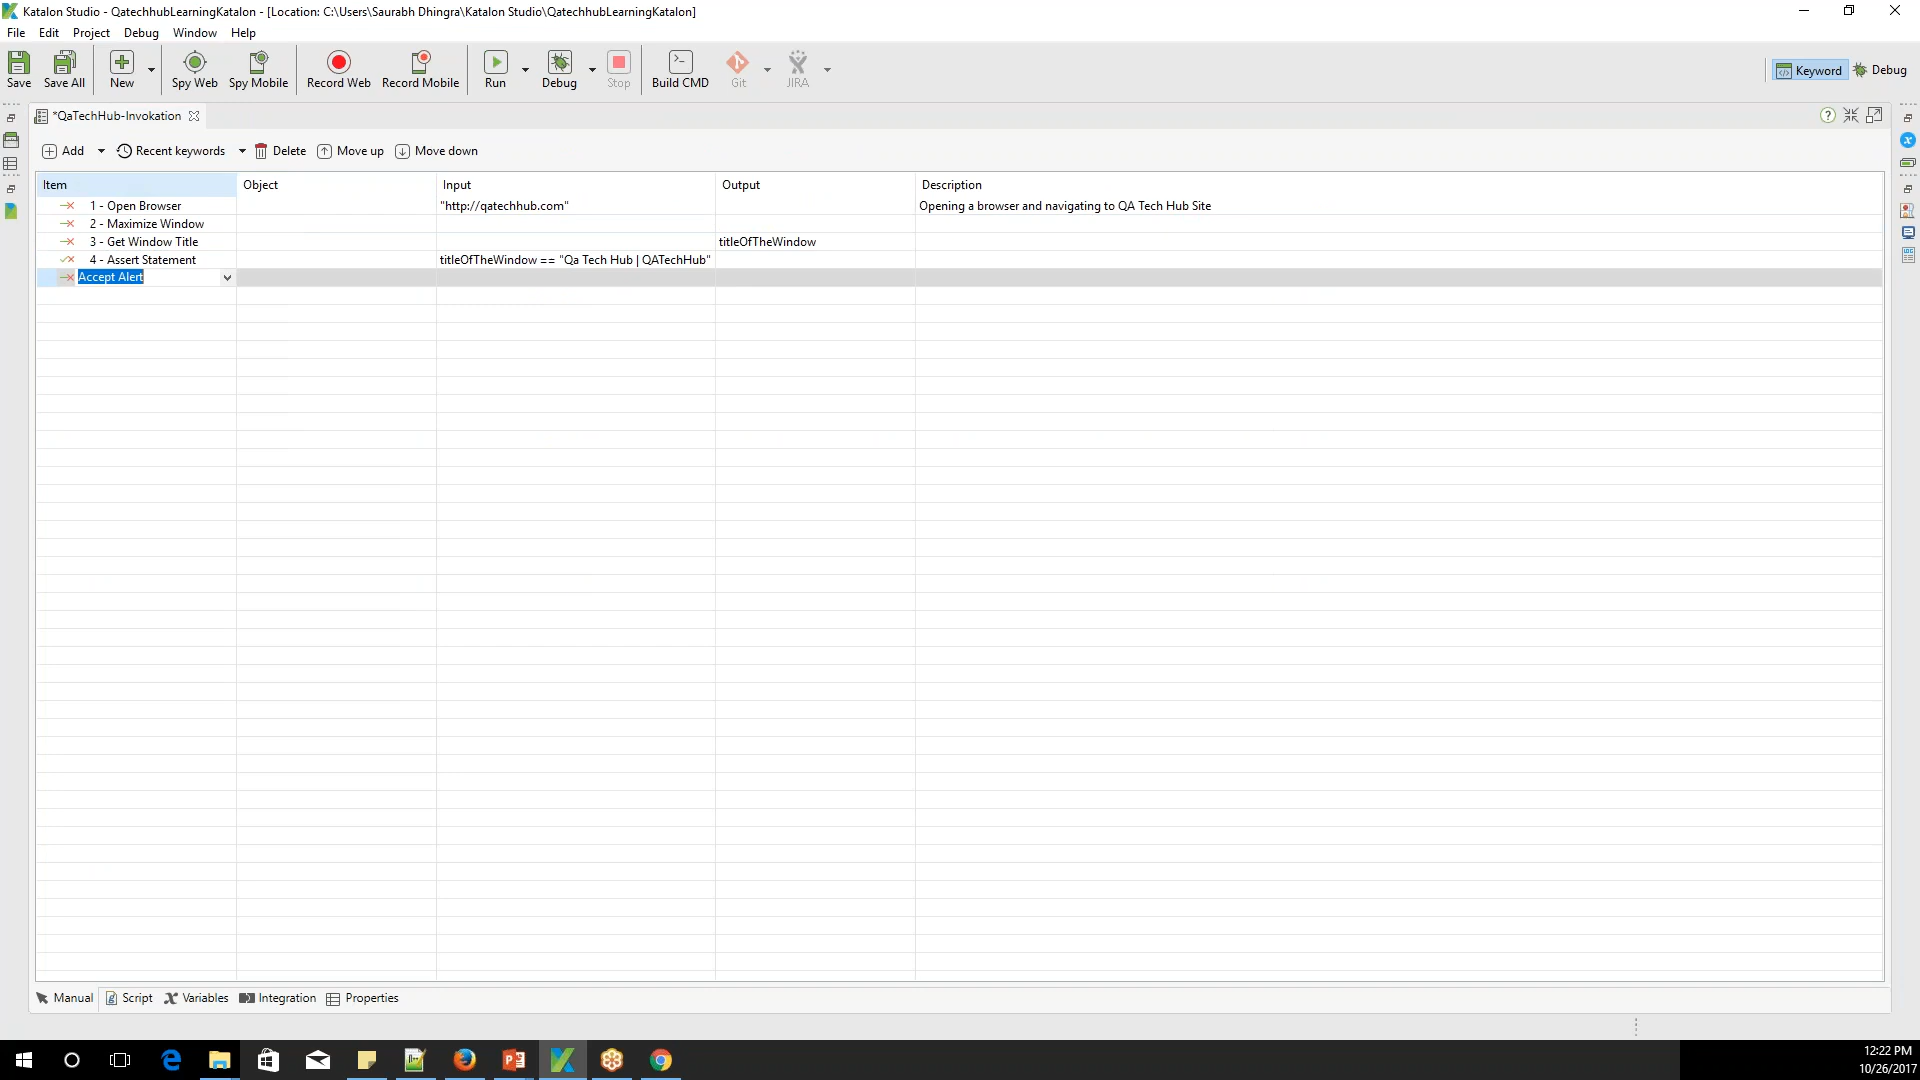 Katalon Studio - QatechhubLearningKatalon - [Location: C:\Users\Saurabh Dhingra\Katalon Studio\QatechhubLearningKatalon]
File Edit Project Debug Window Help
Save Save All New Spy Web Spy Mobile Record Web Record Mobile Run Debug Stop Build CMD Git JIRA Keyword Debug
*QaTechHub-Invokation
Add Recent keywords Delete Move up Move down
Item Object Input Output Description
1 - Open Browser "http://qatechhub.com" Opening a browser and navigating to QA Tech Hub Site
2 - Maximize Window
3 - Get Window Title titleOfTheWindow
4 - Assert Statement titleOfTheWindow == "Qa Tech Hub | QATechHub"
Accept Alert
Manual Script Variables Integration Properties
12:22 PM
10/26/2017